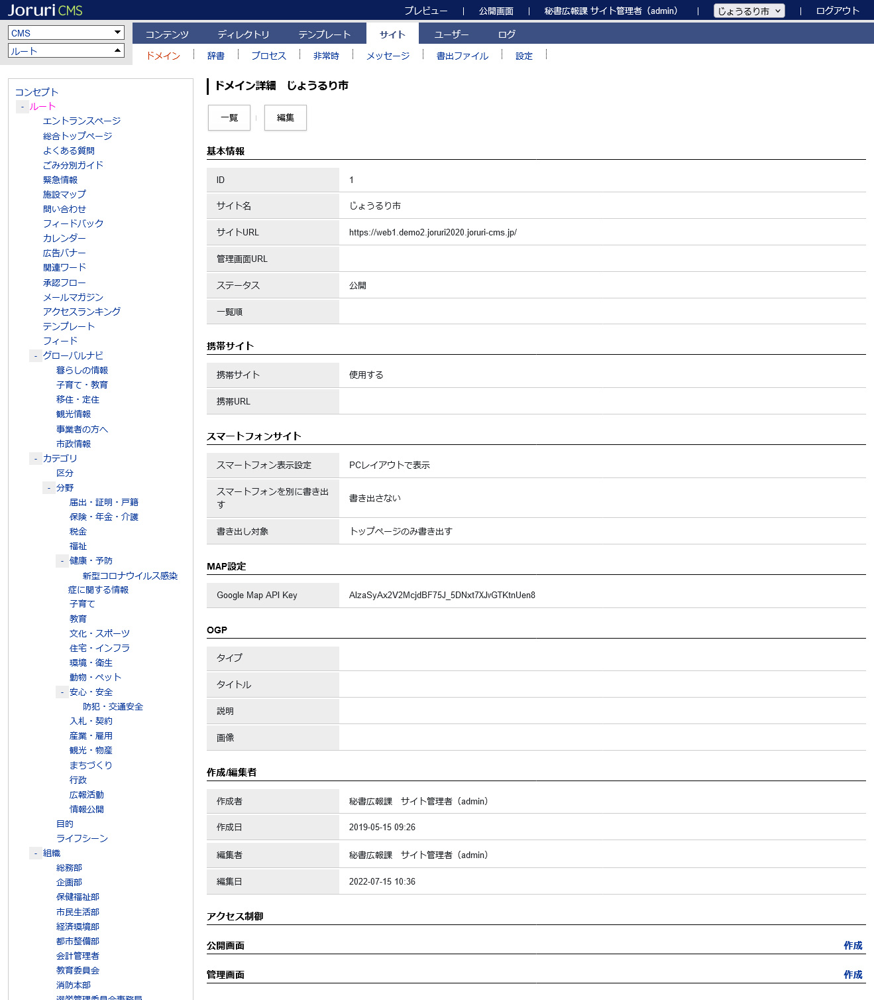 Joruri CMS
プレビュー | 公開画面 | 秘書広報課 サイト管理者（admin） | じょうるり市 | ログアウト
CMS
ルート
コンテンツ ディレクトリ テンプレート サイト ユーザー ログ
ドメイン 辞書 プロセス 非常時 メッセージ 書出ファイル 設定
コンセプト
- ルート
エントランスページ
総合トップページ
よくある質問
ごみ分別ガイド
緊急情報
施設マップ
問い合わせ
フィードバック
カレンダー
広告バナー
関連ワード
承認フロー
メールマガジン
アクセスランキング
テンプレート
フィード
- グローバルナビ
暮らしの情報
子育て・教育
移住・定住
観光情報
事業者の方へ
市政情報
- カテゴリ
区分
- 分野
届出・証明・戸籍
保険・年金・介護
税金
福祉
- 健康・予防
新型コロナウイルス感染
症に関する情報
子育て
教育
文化・スポーツ
住宅・インフラ
環境・衛生
動物・ペット
- 安心・安全
防犯・交通安全
入札・契約
産業・雇用
観光・物産
まちづくり
行政
広報活動
情報公開
目的
ライフシーン
- 組織
総務部
企画部
保健福祉部
市民生活部
経済環境部
都市整備部
会計管理者
教育委員会
消防本部
選挙管理委員会事務局
ドメイン詳細　じょうるり市
一覧 | 編集
基本情報
ID 1
サイト名 じょうるり市
サイトURL https://web1.demo2.joruri2020.joruri-cms.jp/
管理画面URL
ステータス 公開
一覧順
携帯サイト
携帯サイト 使用する
携帯URL
スマートフォンサイト
スマートフォン表示設定 PCレイアウトで表示
スマートフォンを別に書き出
す 書き出さない
書き出し対象 トップページのみ書き出す
MAP設定
Google Map API Key AIzaSyAx2V2McjdBF75J_5DNxt7XJvGTKtnUen8
OGP
タイプ
タイトル
説明
画像
作成/編集者
作成者 秘書広報課　サイト管理者（admin）
作成日 2019-05-15 09:26
編集者 秘書広報課　サイト管理者（admin）
編集日 2022-07-15 10:36
アクセス制御
公開画面 作成
管理画面 作成